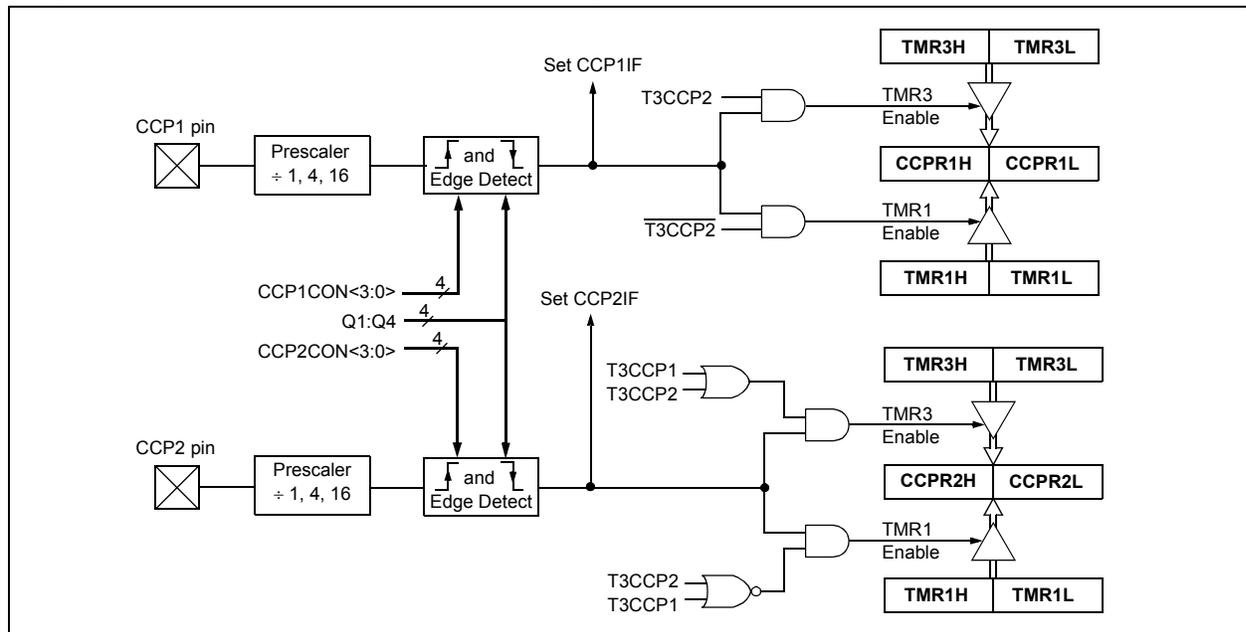 TMR3H TMR3L
Set CCP1IF
T3CCP2
TMR3
Enable
CCP1 pin
Prescaler
÷ 1, 4, 16
and
Edge Detect
CCPR1H CCPR1L
T3CCP2
TMR1
Enable
TMR1H TMR1L
CCP1CON<3:0>
4
Q1:Q4
4
CCP2CON<3:0>
4
Set CCP2IF
TMR3H TMR3L
T3CCP1
T3CCP2
TMR3
Enable
CCP2 pin
Prescaler
÷ 1, 4, 16
and
Edge Detect
CCPR2H CCPR2L
TMR1
Enable
T3CCP2
T3CCP1
TMR1H TMR1L